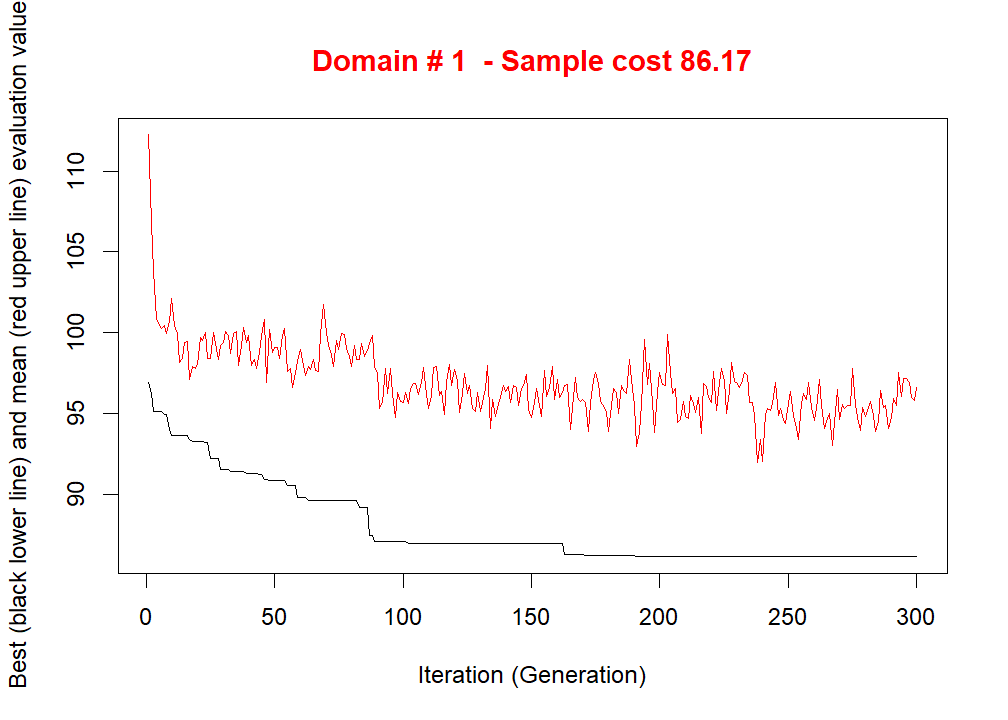 Domain # 1  - Sample cost 86.17
Best (black lower line) and mean (red upper line) evaluation value
110
105
100
95
90
0 50 100 150 200 250 300
Iteration (Generation)